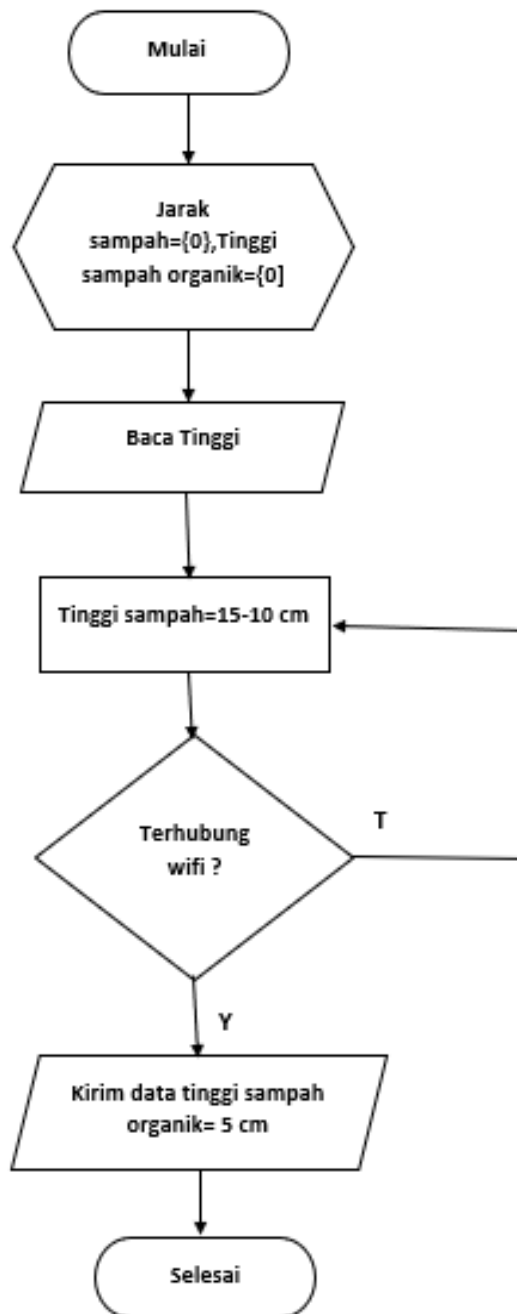 Mulai
Jarak
sampah={0},Tinggi
sampah organik={0]
Baca Tinggi
Tinggi sampah=15-10 cm
Terhubung
wifi ?
T
Y
Kirim data tinggi sampah
organik= 5 cm
Selesai